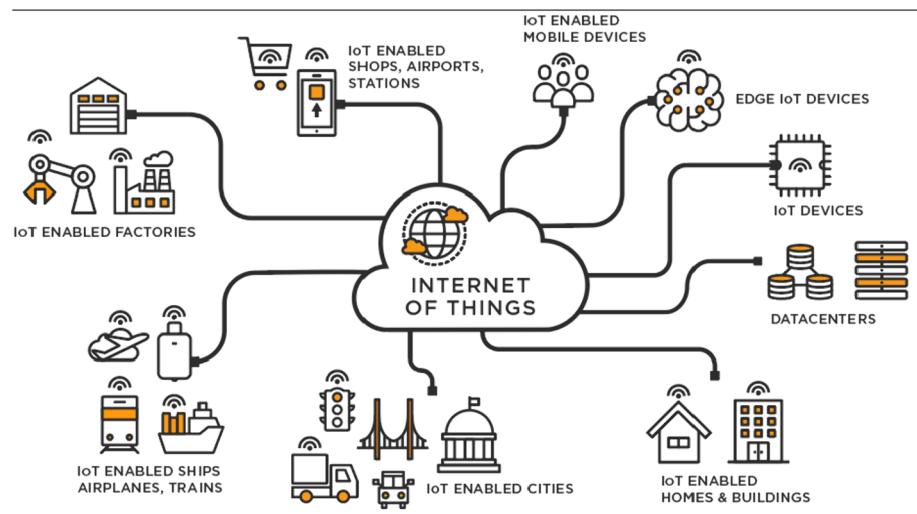 IoT ENABLED
MOBILE DEVICES
IoT ENABLED
SHOPS, AIRPORTS,
STATIONS
EDGE IoT DEVICES
IoT DEVICES
IoT ENABLED FACTORIES
INTERNET
OF THINGS
DATACENTERS
IoT ENABLED SHIPS
AIRPLANES, TRAINS
IoT ENABLED CITIES
IoT ENABLED
HOMES & BUILDINGS